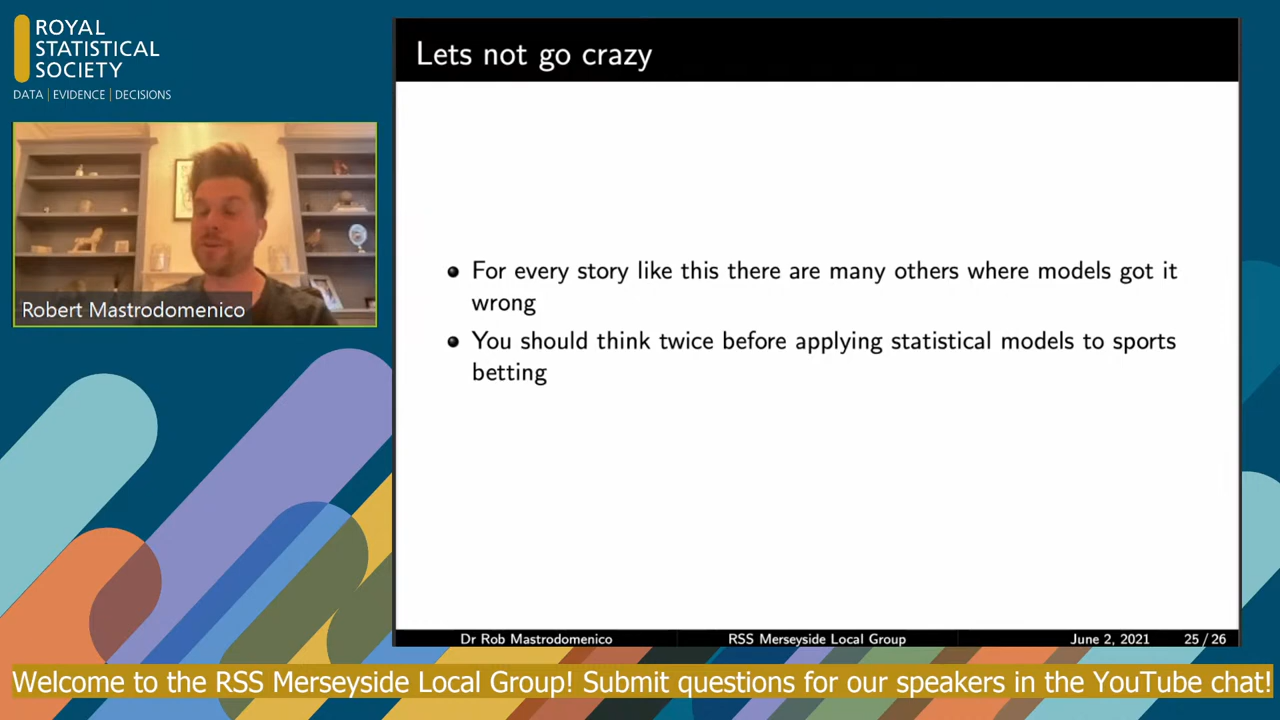 ROYAL
STATISTICAL
SOCIETY
DATA | EVIDENCE | DECISIONS
Robert Mastrodomenico
Lets not go crazy
For every story like this there are many others where models got it
wrong
You should think twice before applying statistical models to sports
betting
Dr Rob Mastrodomenico RSS Merseyside Local Group June 2, 2021 25 / 26
Welcome to the RSS Merseyside Local Group! Submit questions for our speakers in the YouTube chat!